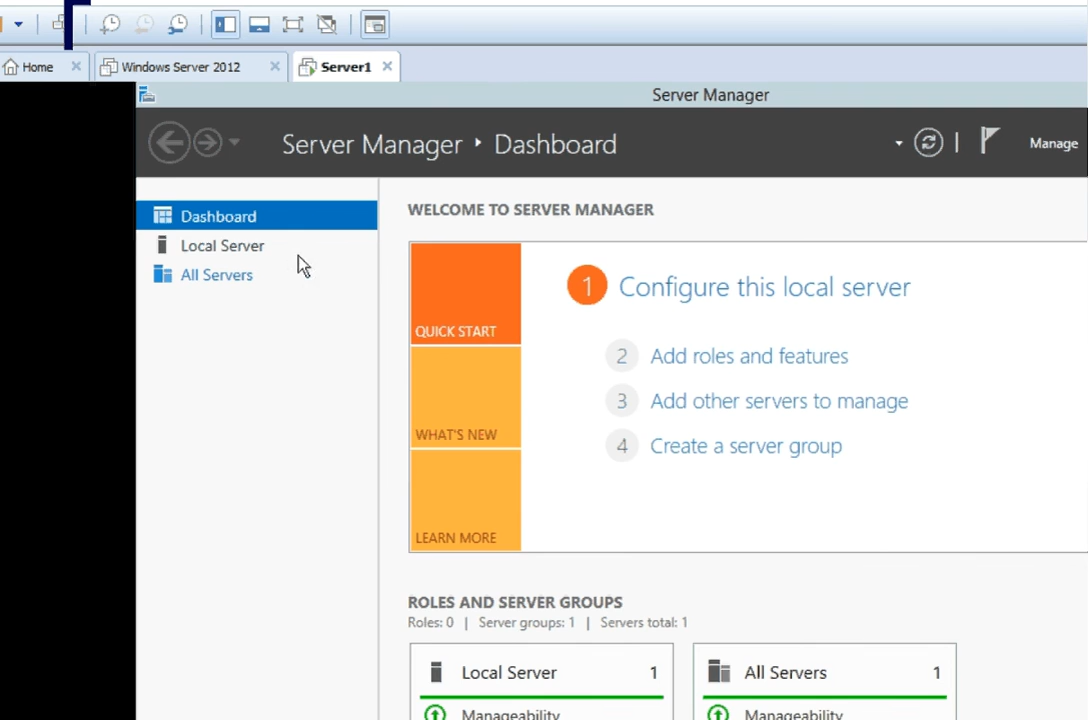 Home
Windows Server 2012
Server1
Server Manager
Server Manager ‣ Dashboard
Manage
Dashboard
Local Server
All Servers
WELCOME TO SERVER MANAGER
QUICK START
WHAT'S NEW
LEARN MORE
1 Configure this local server
2 Add roles and features
3 Add other servers to manage
4 Create a server group
ROLES AND SERVER GROUPS
Roles: 0 | Server groups: 1 | Servers total: 1
Local Server 1
Manageability
All Servers 1
Manageability